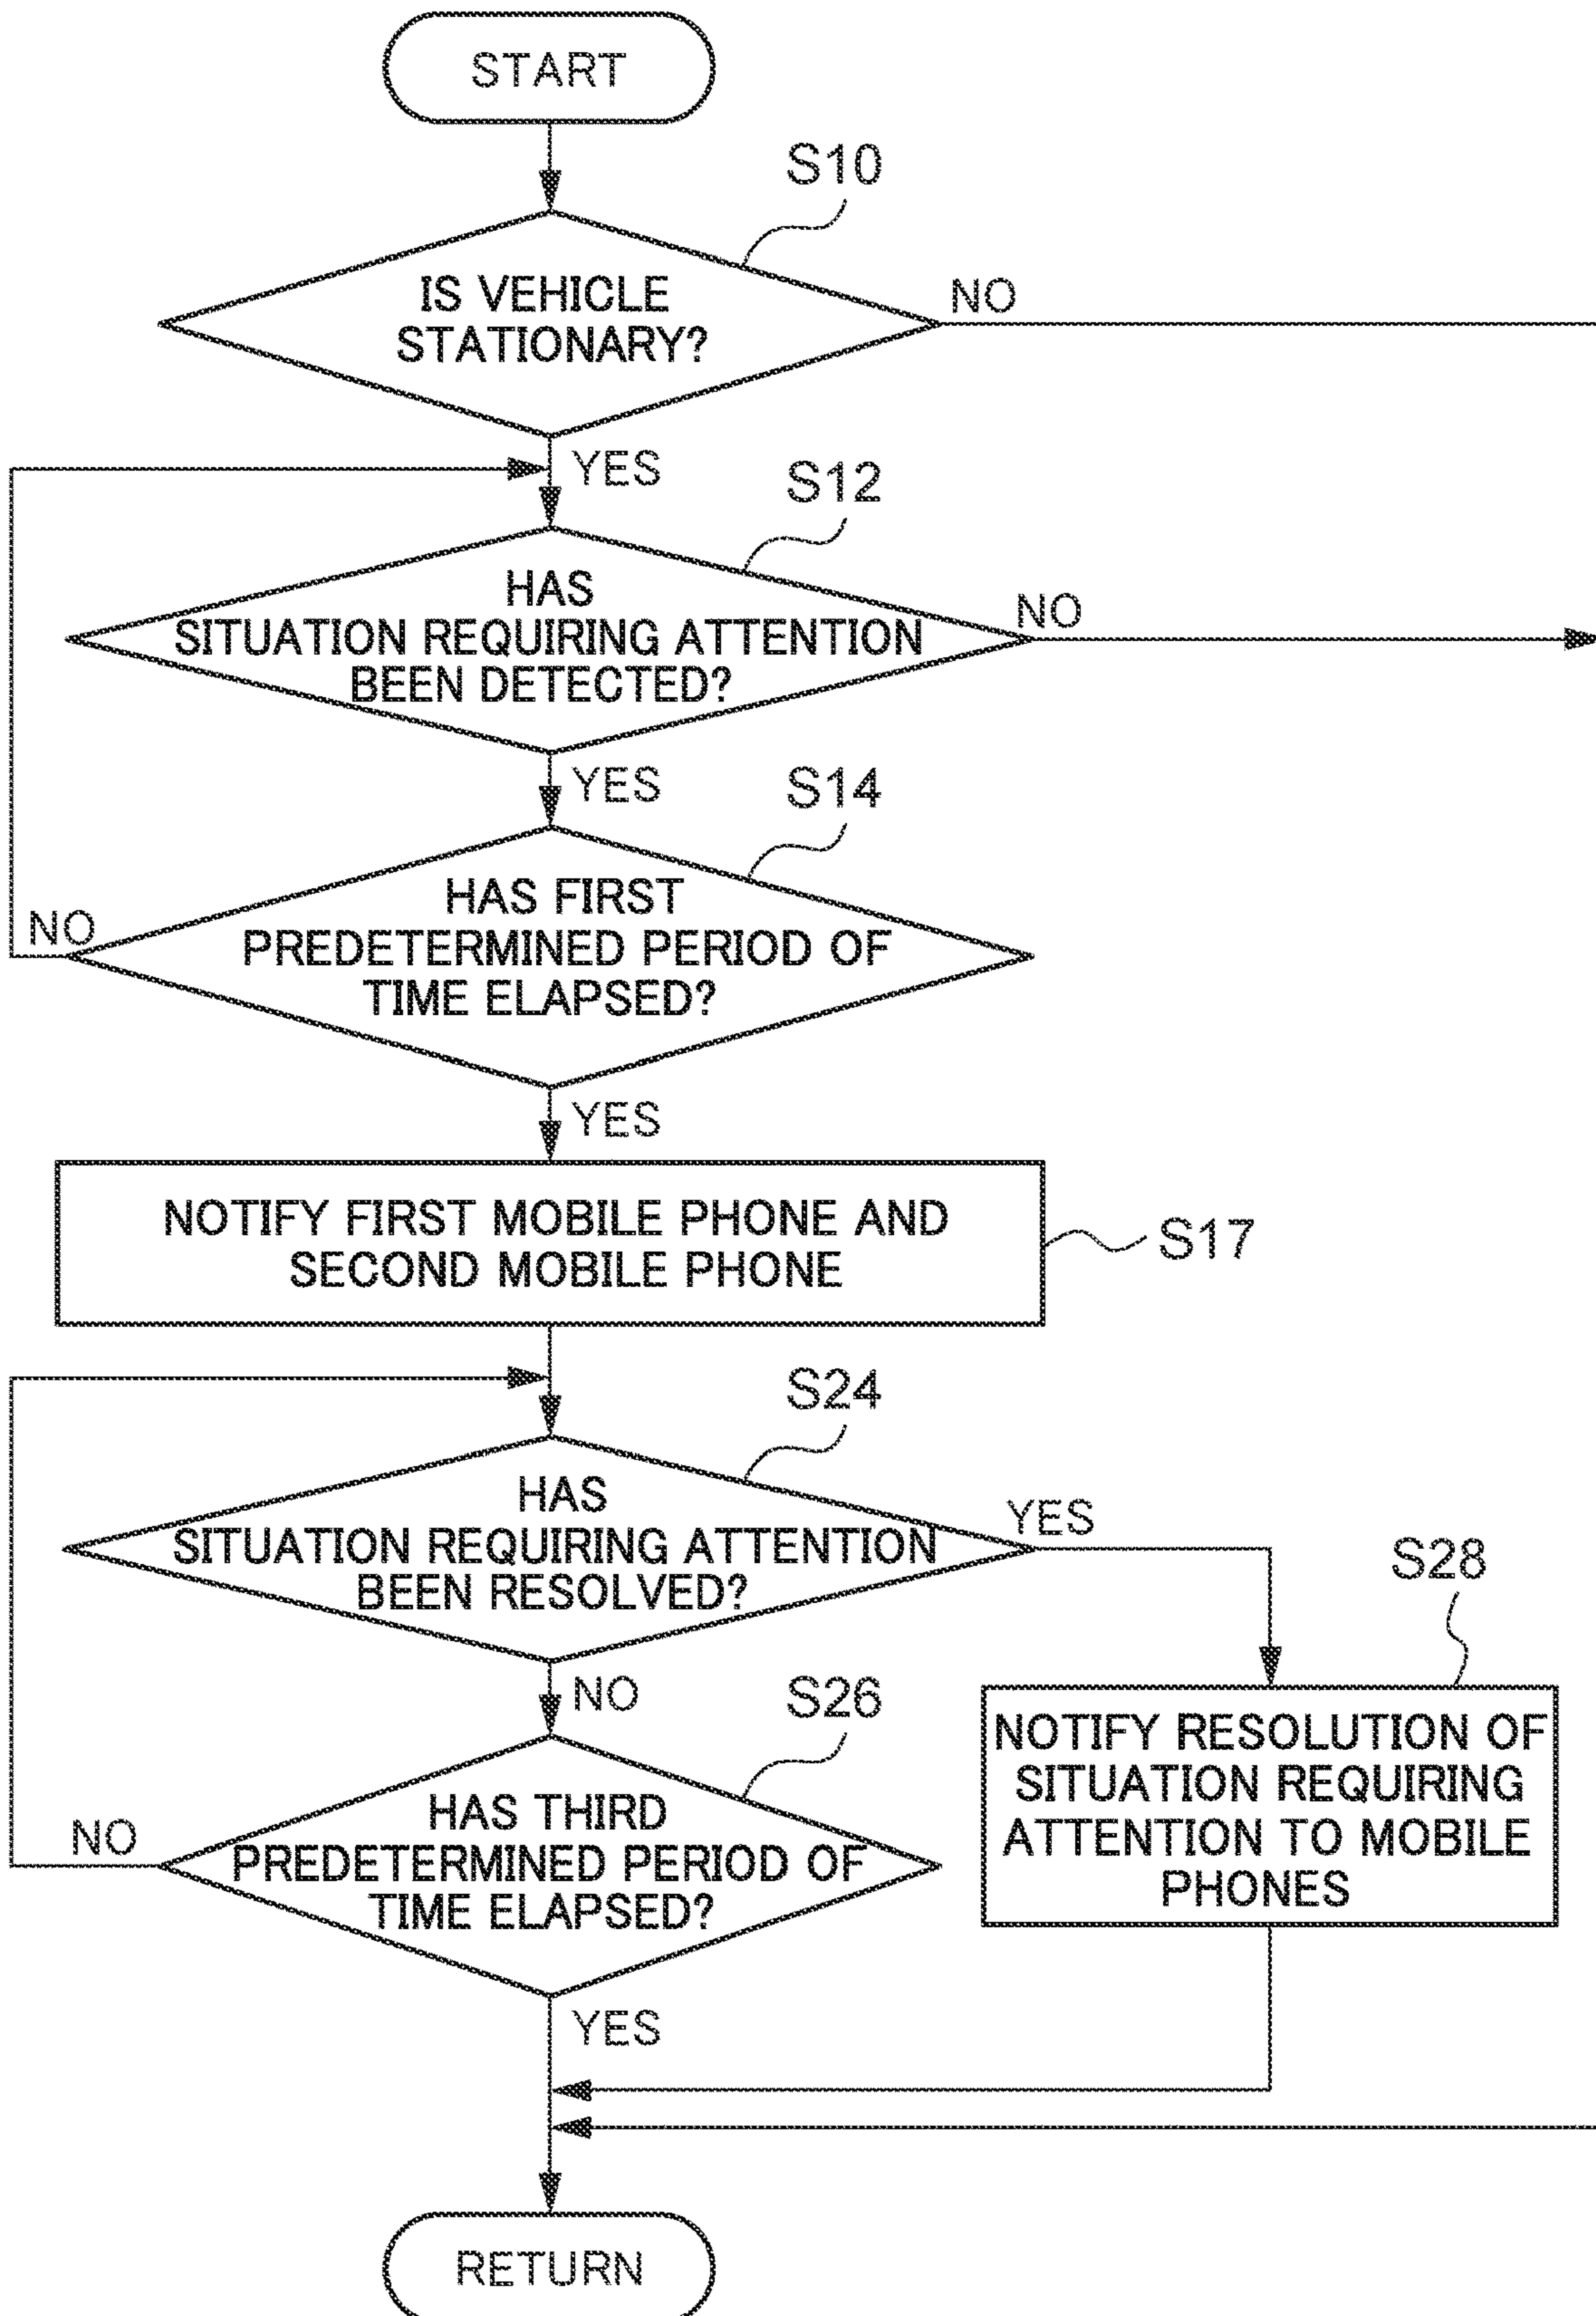 START
S10
IS VEHICLE
STATIONARY?
NO
YES
S12
HAS
SITUATION REQUIRING ATTENTION
BEEN DETECTED?
NO
YES
S14
HAS FIRST
PREDETERMINED PERIOD OF
TIME ELAPSED?
NO
YES
NOTIFY FIRST MOBILE PHONE AND
SECOND MOBILE PHONE
S17
S24
HAS
SITUATION REQUIRING ATTENTION
BEEN RESOLVED?
YES
NO
S28
NOTIFY RESOLUTION OF
SITUATION REQUIRING
ATTENTION TO MOBILE
PHONES
S26
HAS THIRD
PREDETERMINED PERIOD OF
TIME ELAPSED?
NO
YES
RETURN